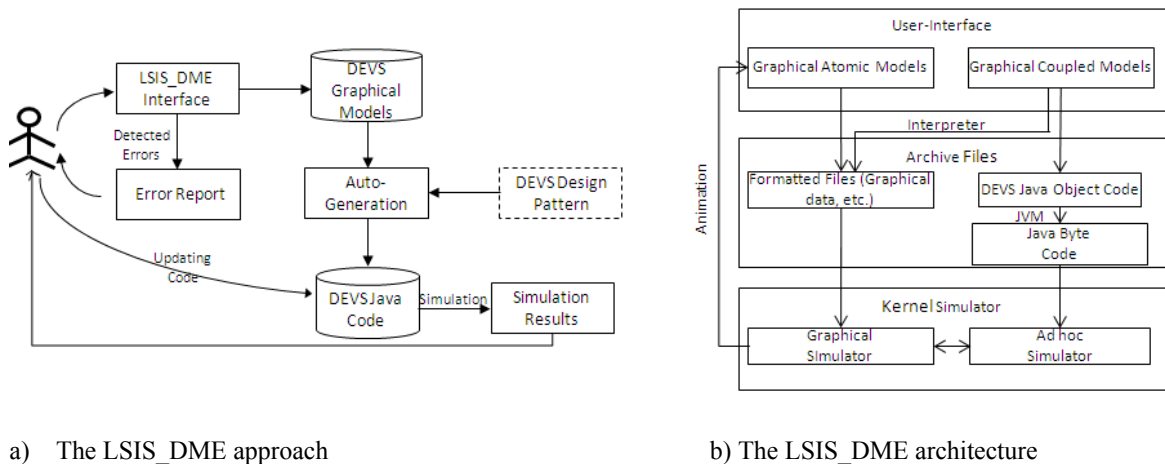 LSIS_DME
Interface
DEVS
Graphical
Models
Detected
Errors
Error Report
Auto-
Generation
DEVS Design
Pattern
Updating
Code
DEVS Java
Code
Simulation
Simulation
Results
a) The LSIS_DME approach
User-Interface
Graphical Atomic Models
Graphical Coupled Models
Interpreter
Archive Files
Formatted Files (Graphical
data, etc.)
DEVS Java Object Code
JVM
Java Byte
Code
Animation
Kernel Simulator
Graphical
SImulator
Ad hoc
Simulator
b) The LSIS_DME architecture